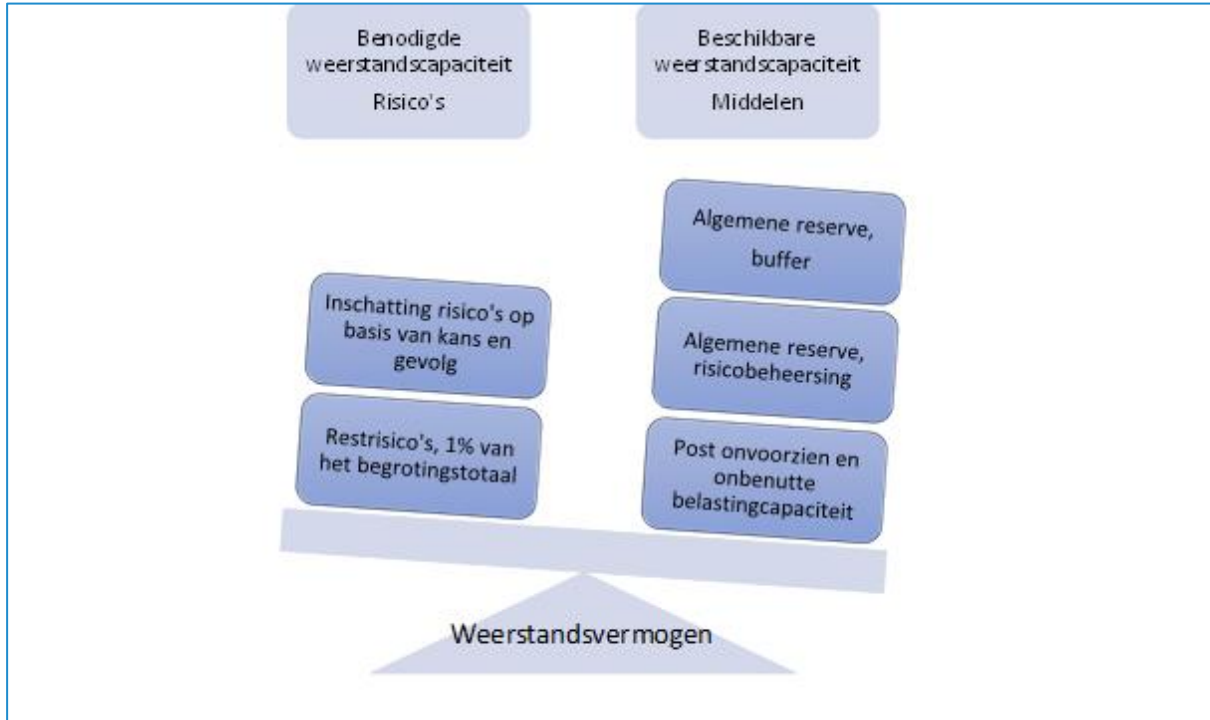 Benodigde
weerstandscapaciteit
Risico's
Beschikbare
weerstandscapaciteit
Middelen
Inschatting risico's op
basis van kans en
gevolg
Restrisico's, 1% van
het begrotingstotaal
Algemene reserve,
buffer
Algemene reserve,
risicobeheersing
Post onvoorzien en
onbenutte
belastingcapaciteit
Weerstandsvermogen